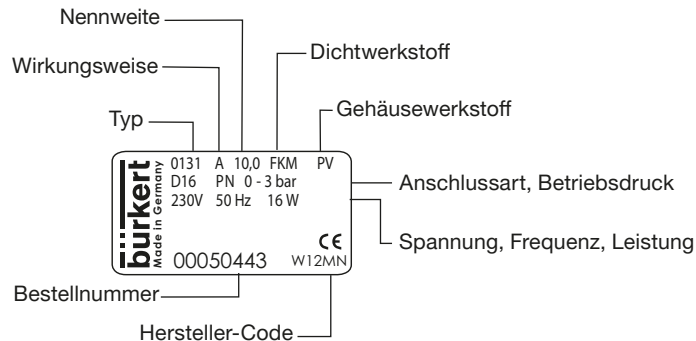 Nennweite
Wirkungsweise
Dichtwerkstoff
Typ
Gehäusewerkstoff
bürkert
Made in Germany
0131 A 10,0 FKM PV
D16 PN 0 - 3 bar
230V 50 Hz 16 W
CE
00050443 W12MN
Anschlussart, Betriebsdruck
Spannung, Frequenz, Leistung
Bestellnummer
Hersteller-Code